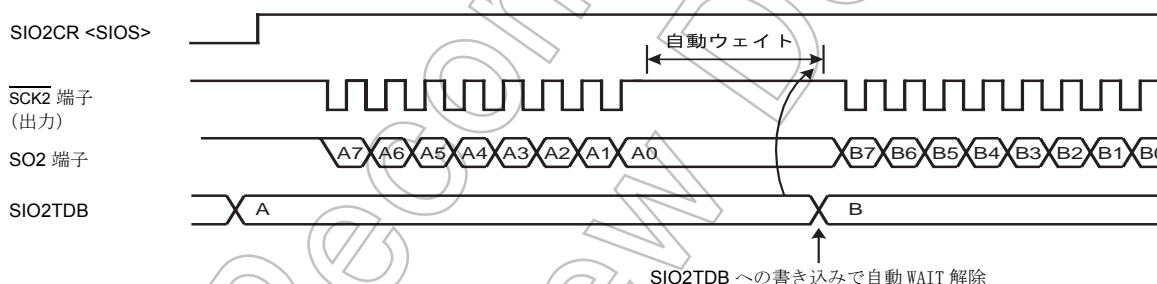 SIO2CR <SIOS>
自動ウェイト
SCK2 端子
(出力)
SO2 端子
A7 A6 A5 A4 A3 A2 A1 A0 B7 B6 B5 B4 B3 B2 B1
SIO2TDB
A B
SIO2TDB への書き込みで自動 WAIT 解除